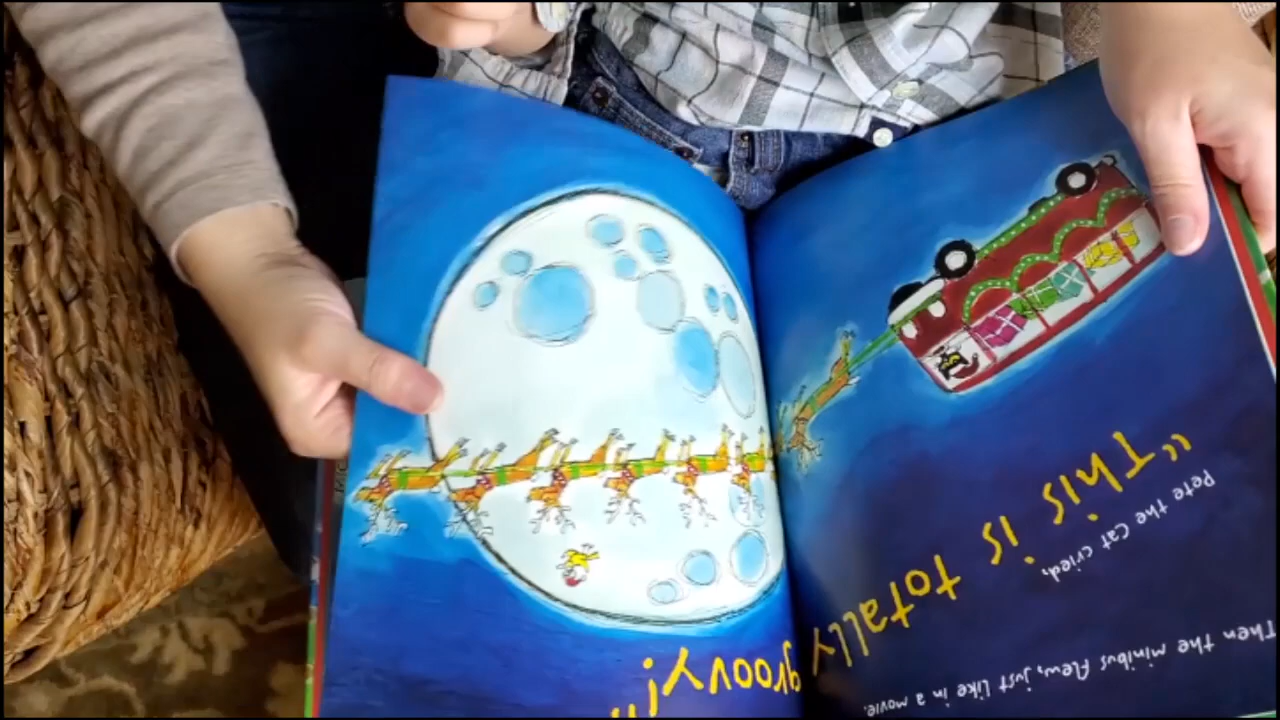 Then the minibus flew, just like in a movie.
Pete the Cat cried,
"This is totally groovy!"